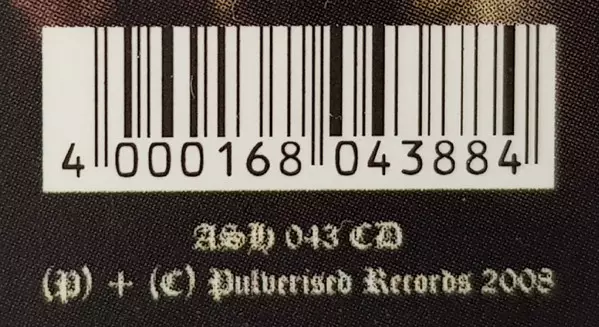 4 000168 043884
ASH 043 CD
(P) + (C) Pulverised Records 2008